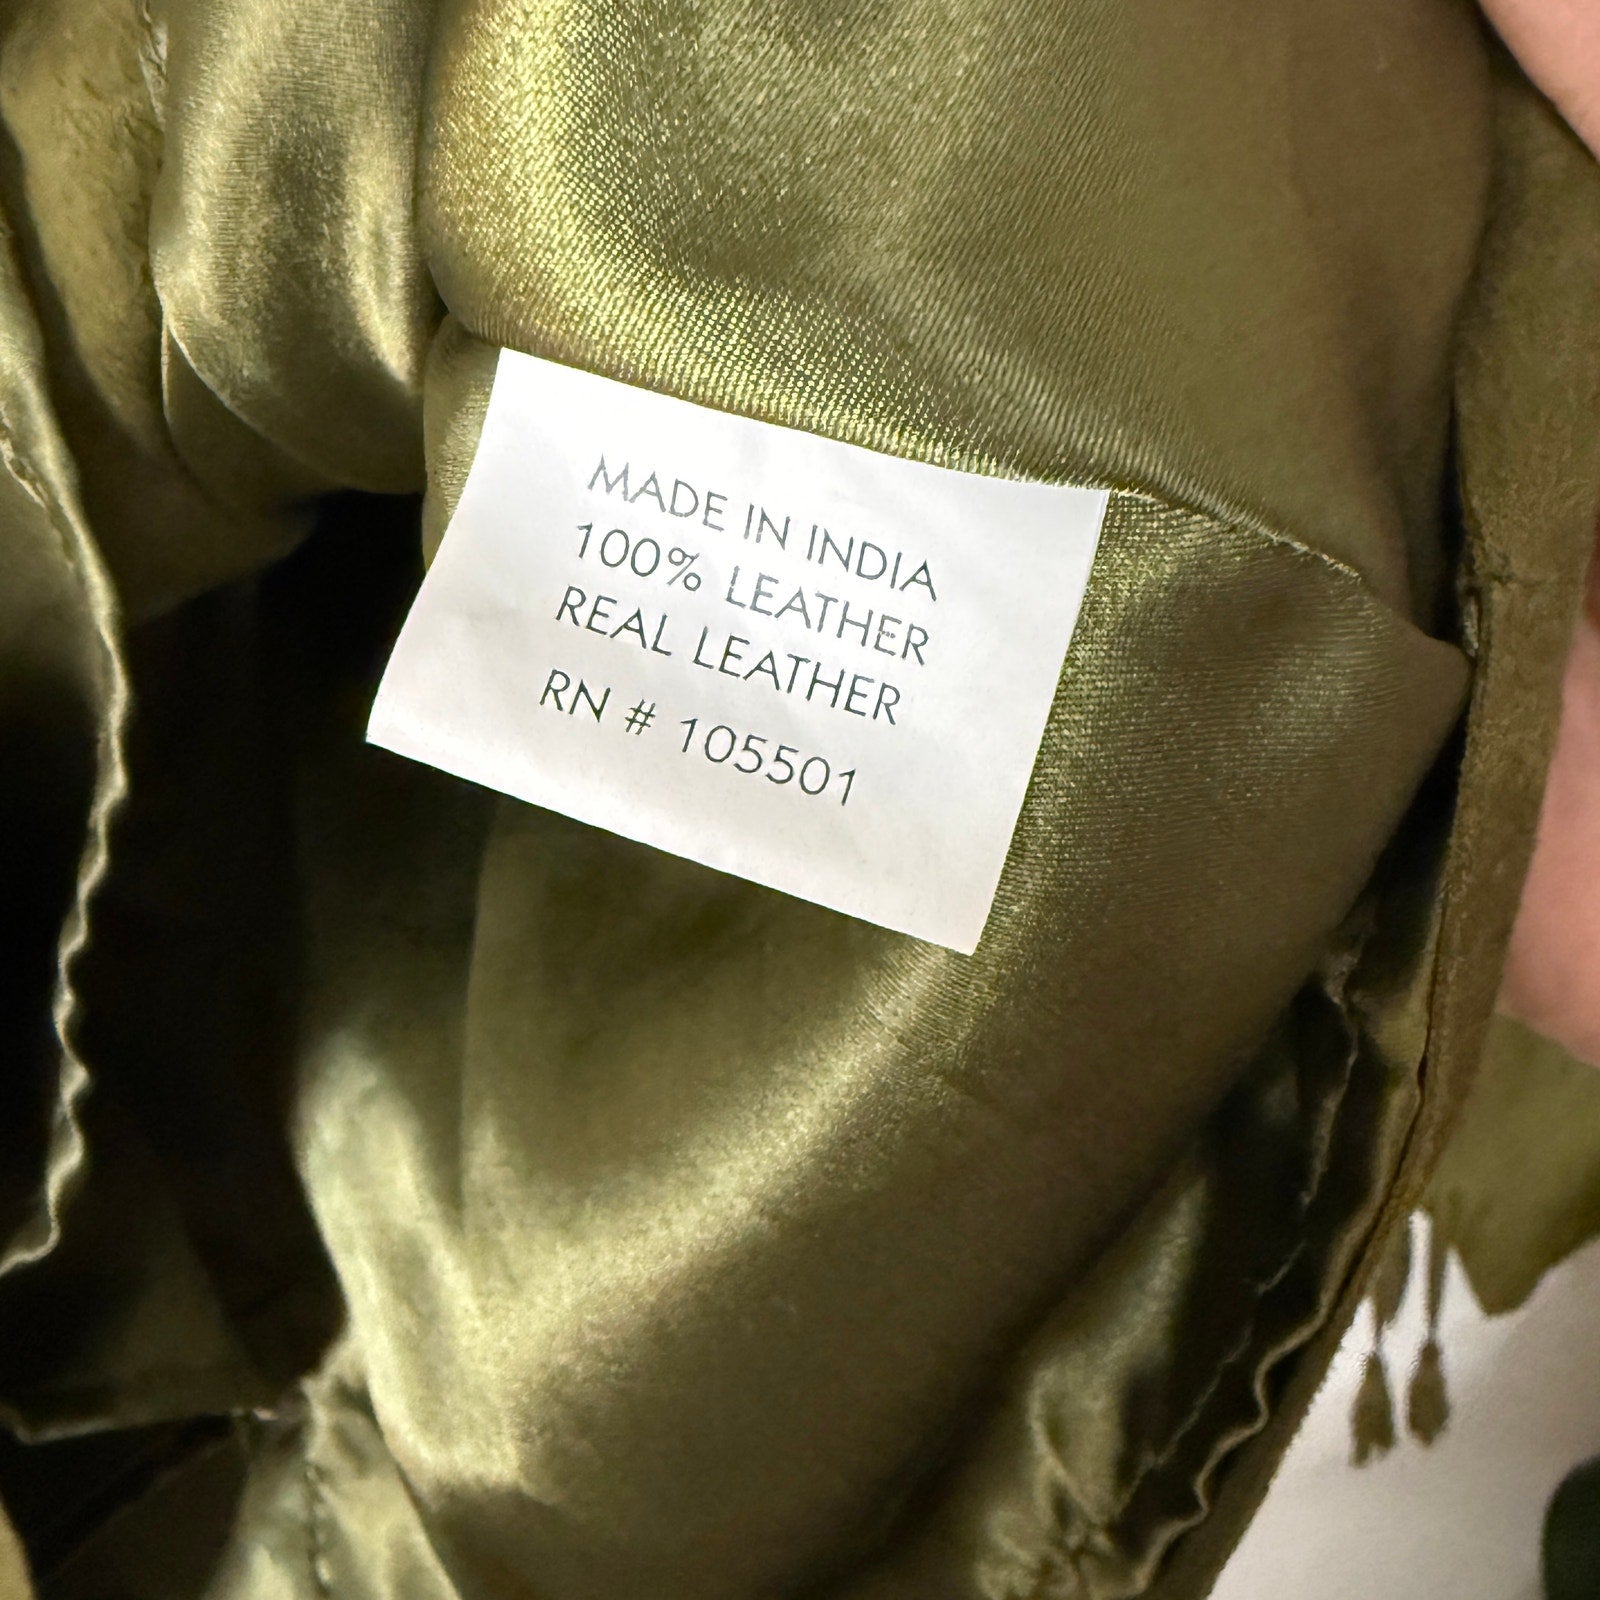 MADE IN INDIA
100% LEATHER
REAL LEATHER
RN # 105501